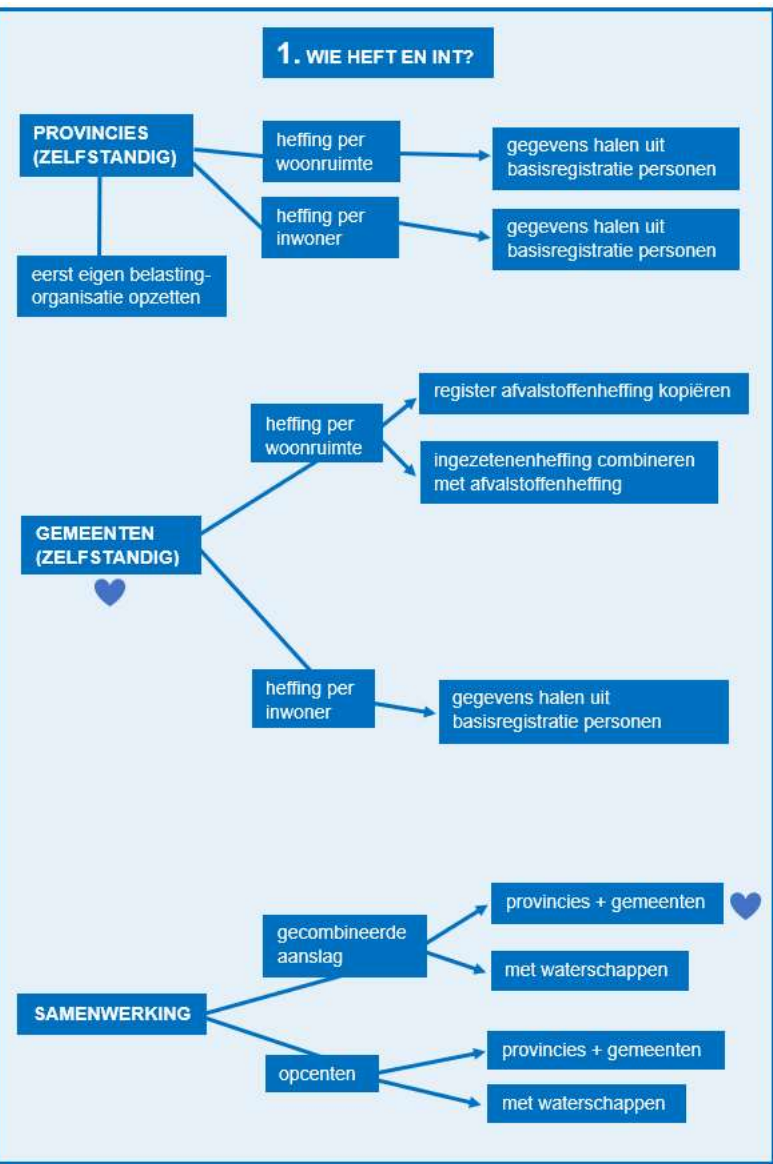 1. WIE HEFT EN INT?
PROVINCIES
(ZELFSTANDIG)
heffing per
woonruimte
gegevens halen uit
basisregistratie personen
heffing per
inwoner
gegevens halen uit
basisregistratie personen
eerst eigen belasting-
organisatie opzetten
register afvalstoffenheffing kopiëren
heffing per
woonruimte
ingezetenenheffing combineren
met afvalstoffenheffing
GEMEENTEN
(ZELFSTANDIG)
heffing per
inwoner
gegevens halen uit
basisregistratie personen
provincies + gemeenten
gecombineerde
aanslag
met waterschappen
SAMENWERKING
provincies + gemeenten
opcenten
met waterschappen